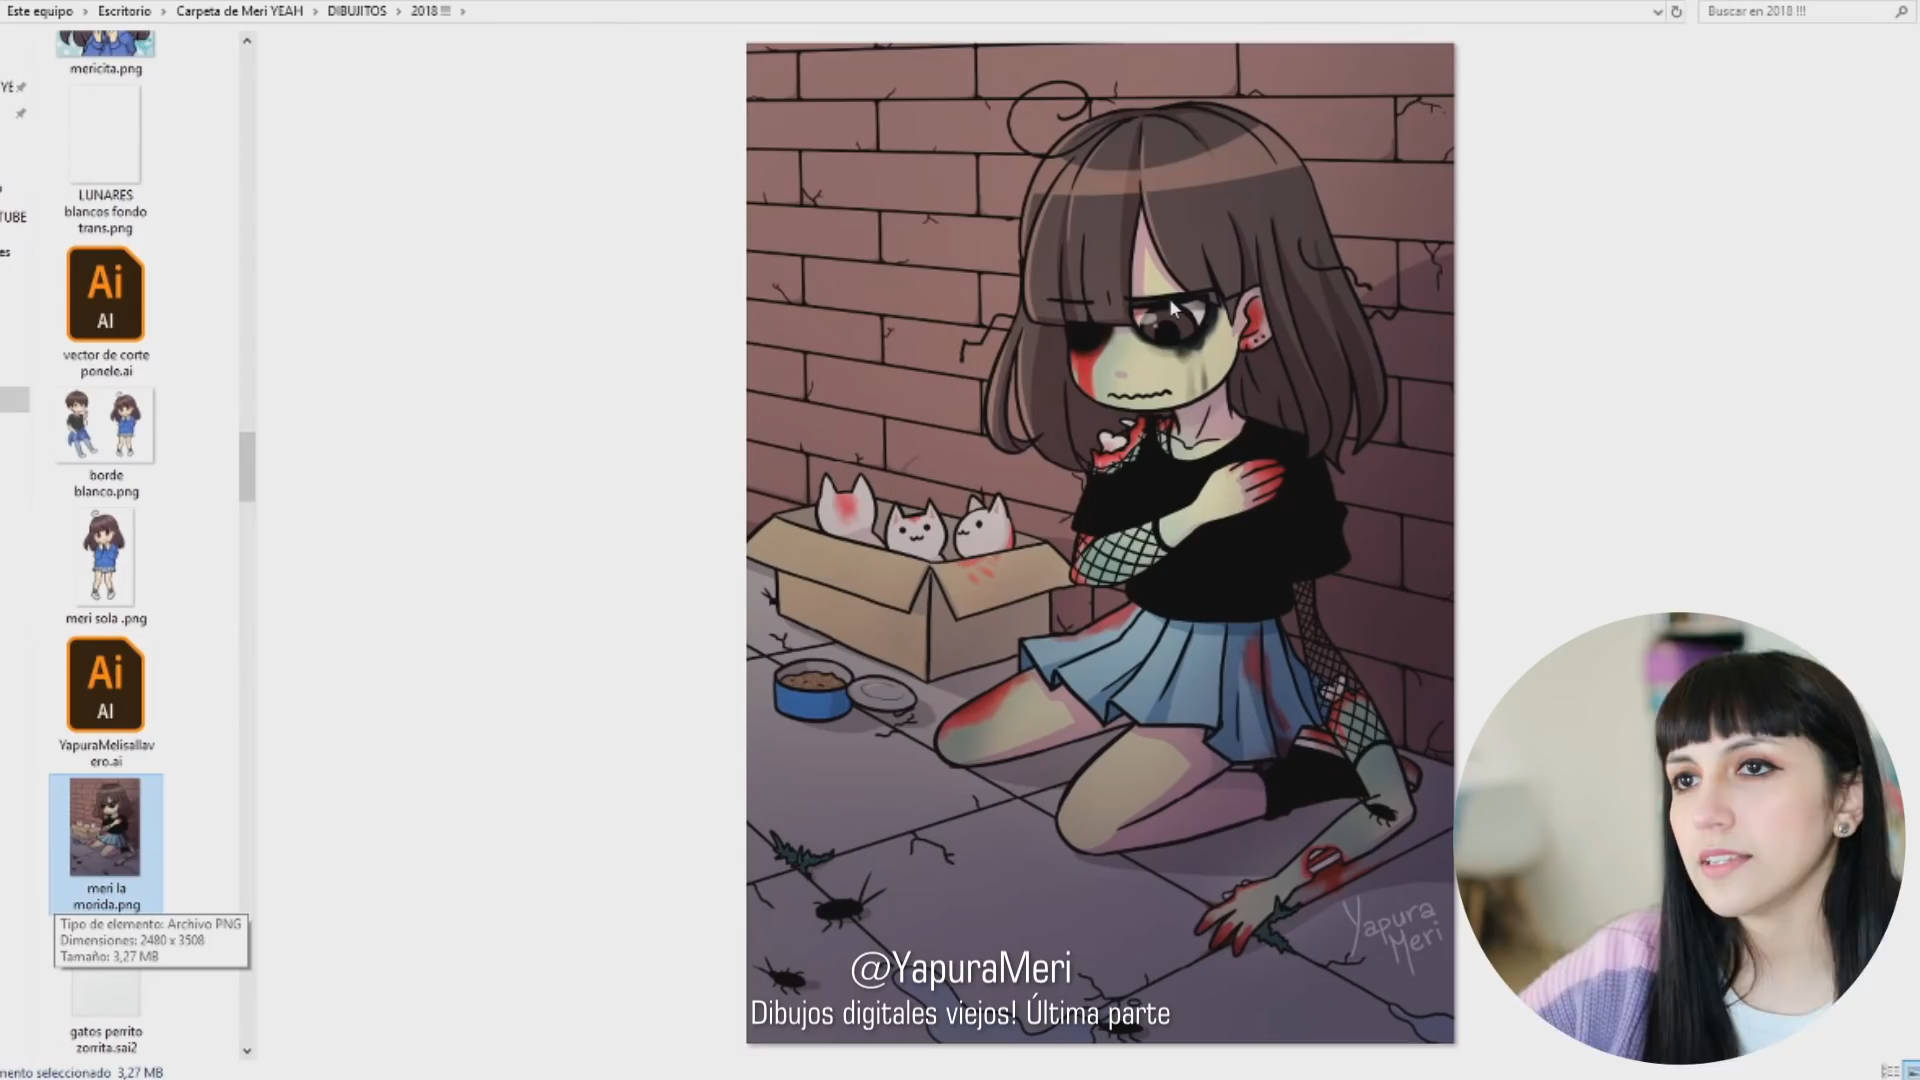 Este equipo > Escritorio > Carpeta de Meri YEAH > DIBUJITOS > 2018 !!! >
Buscar en 2018 !!!
mericita.png
LUNARES
blancos fondo
trans.png
Ai
AI
vector de corte
ponele.ai
borde
blanco.png
meri sola .png
Ai
AI
YapuraMelisallav
ero.ai
meri la
morida.png
Tipo de elemento: Archivo PNG
Dimensiones: 2480 x 3508
Tamaño: 3,27 MB
gatos perrito
zorrita.sai2
mento seleccionado 3,27 MB
Yapura
Meri
@YapuraMeri
Dibujos digitales viejos! Última parte